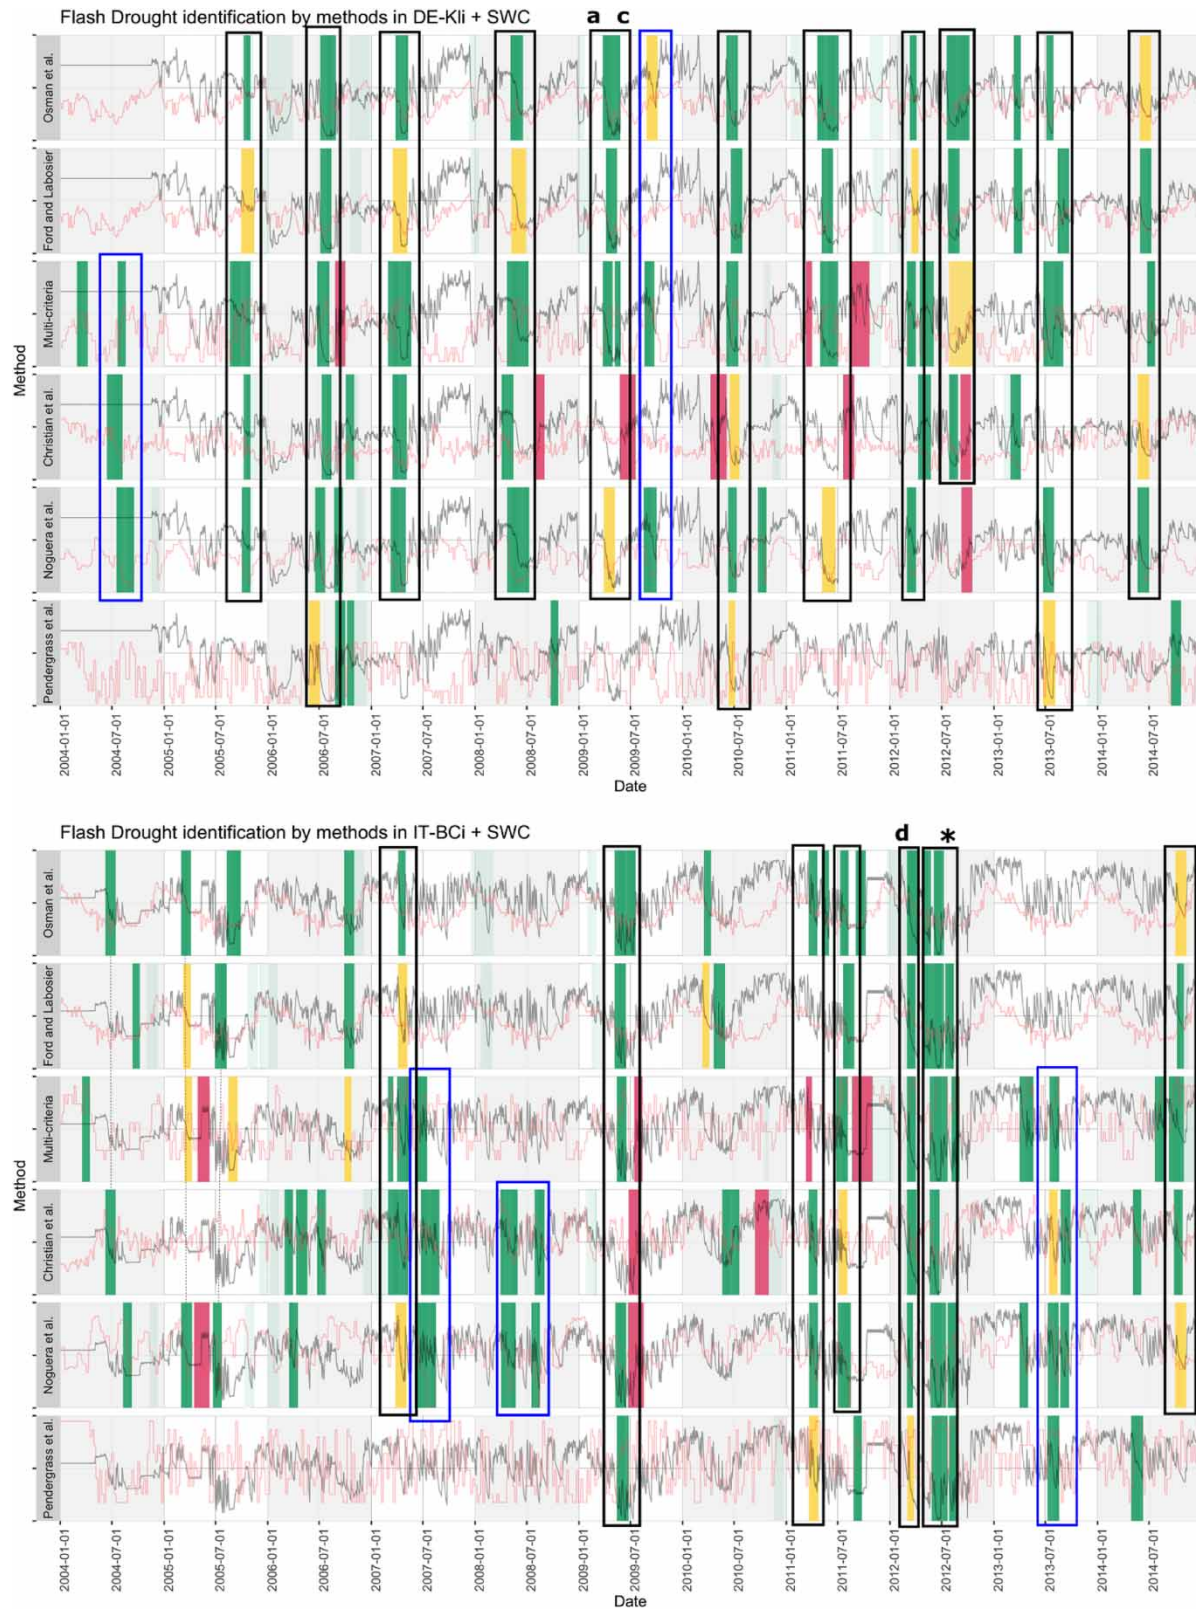 Flash Drought identification by methods in DE-Kli + SWC
a c
Method
Osman et al.
Ford and Labosier
Multi-criteria
Christian et al.
Noguera et al.
Pendergrass et al.
2004-01-01
2004-07-01
2005-01-01
2005-07-01
2006-01-01
2006-07-01
2007-01-01
2007-07-01
2008-01-01
2008-07-01
2009-01-01
2009-07-01
2010-01-01
2010-07-01
2011-01-01
2011-07-01
2012-01-01
2012-07-01
2013-01-01
2013-07-01
2014-01-01
2014-07-01
Date
Flash Drought identification by methods in IT-BCi + SWC
d *
Method
Osman et al.
Ford and Labosier
Multi-criteria
Christian et al.
Noguera et al.
Pendergrass et al.
2004-01-01
2004-07-01
2005-01-01
2005-07-01
2006-01-01
2006-07-01
2007-01-01
2007-07-01
2008-01-01
2008-07-01
2009-01-01
2009-07-01
2010-01-01
2010-07-01
2011-01-01
2011-07-01
2012-01-01
2012-07-01
2013-01-01
2013-07-01
2014-01-01
2014-07-01
Date